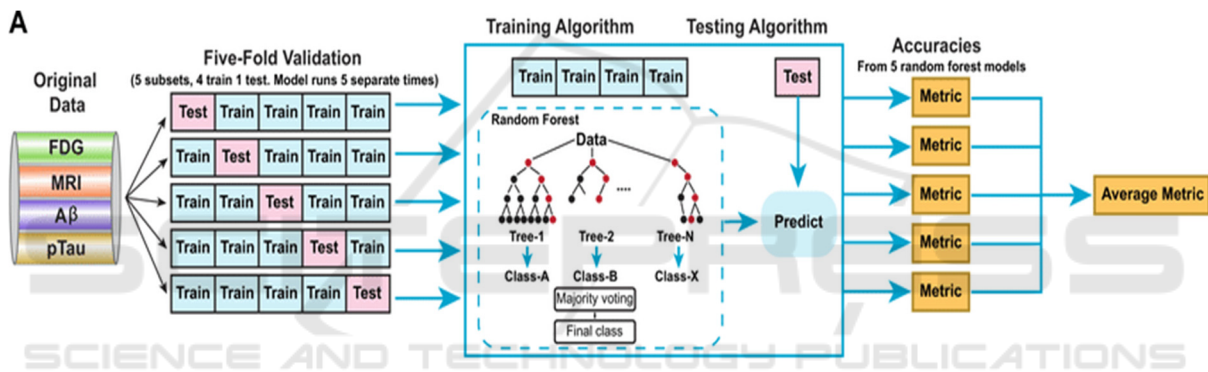 A
Original
Data
FDG
MRI
Aβ
pTau
Five-Fold Validation
(5 subsets, 4 train 1 test. Model runs 5 separate times)
Test Train Train Train Train
Train Test Train Train Train
Train Train Test Train Train
Train Train Train Test Train
Train Train Train Train Test
Training Algorithm
Testing Algorithm
Train Train Train Train
Test
Random Forest
Data
....
Tree-1 Tree-2 Tree-N
Class-A Class-B Class-X
Majority voting
Final class
Predict
Accuracies
From 5 random forest models
Metric
Metric
Metric
Metric
Metric
Average Metric
SCITEPRESS
SCIENCE AND TECHNOLOGY PUBLICATIONS